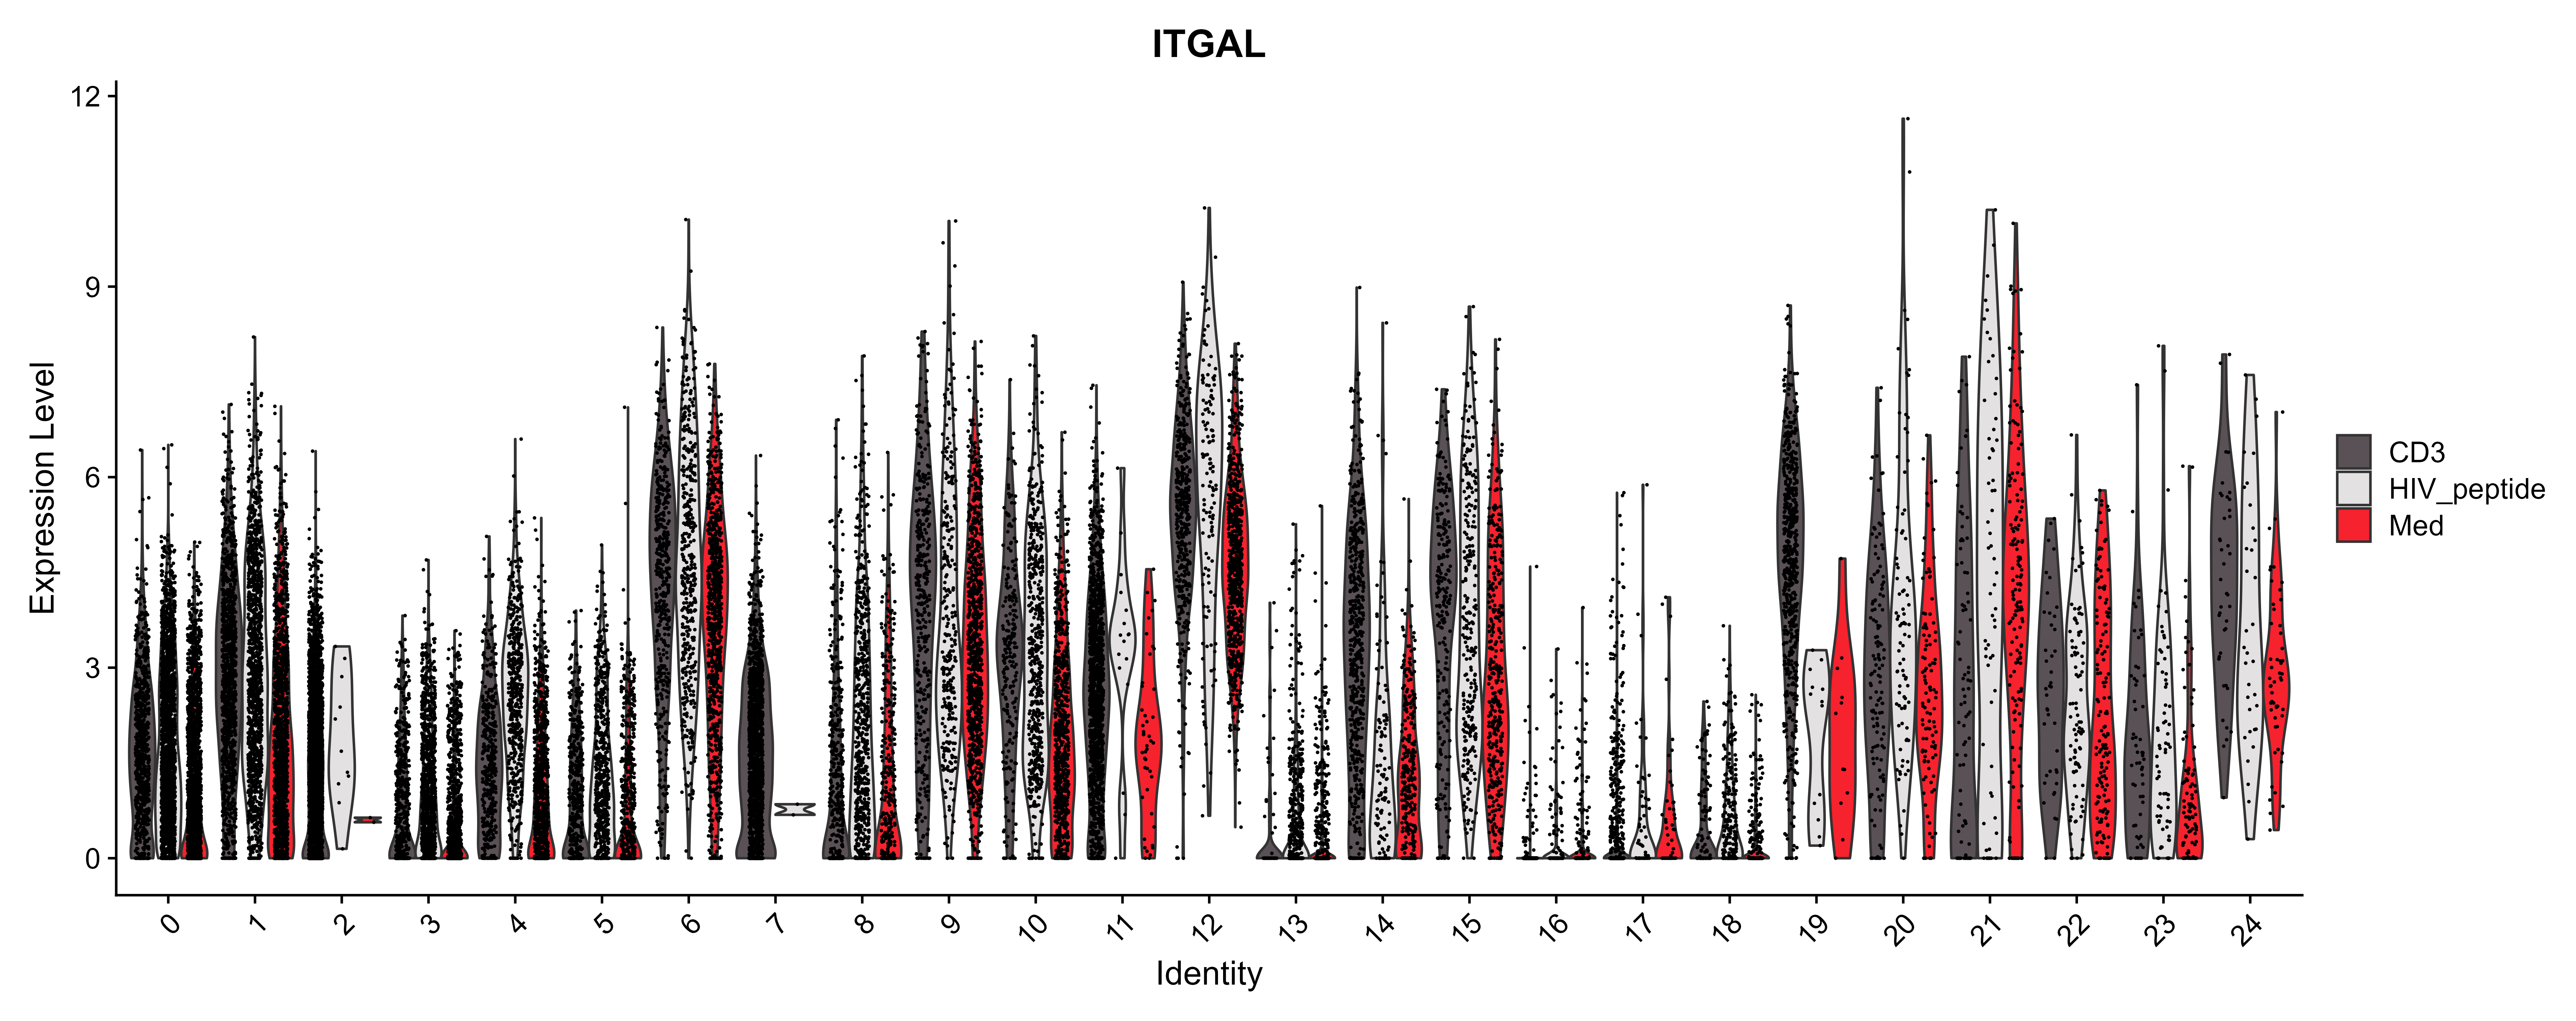 ITGAL
12
9
6
3
0
Expression Level
0 1 2 3 4 5 6 7 8 9 10 11 12 13 14 15 16 17 18 19 20 21 22 23 24
Identity
CD3
HIV_peptide
Med